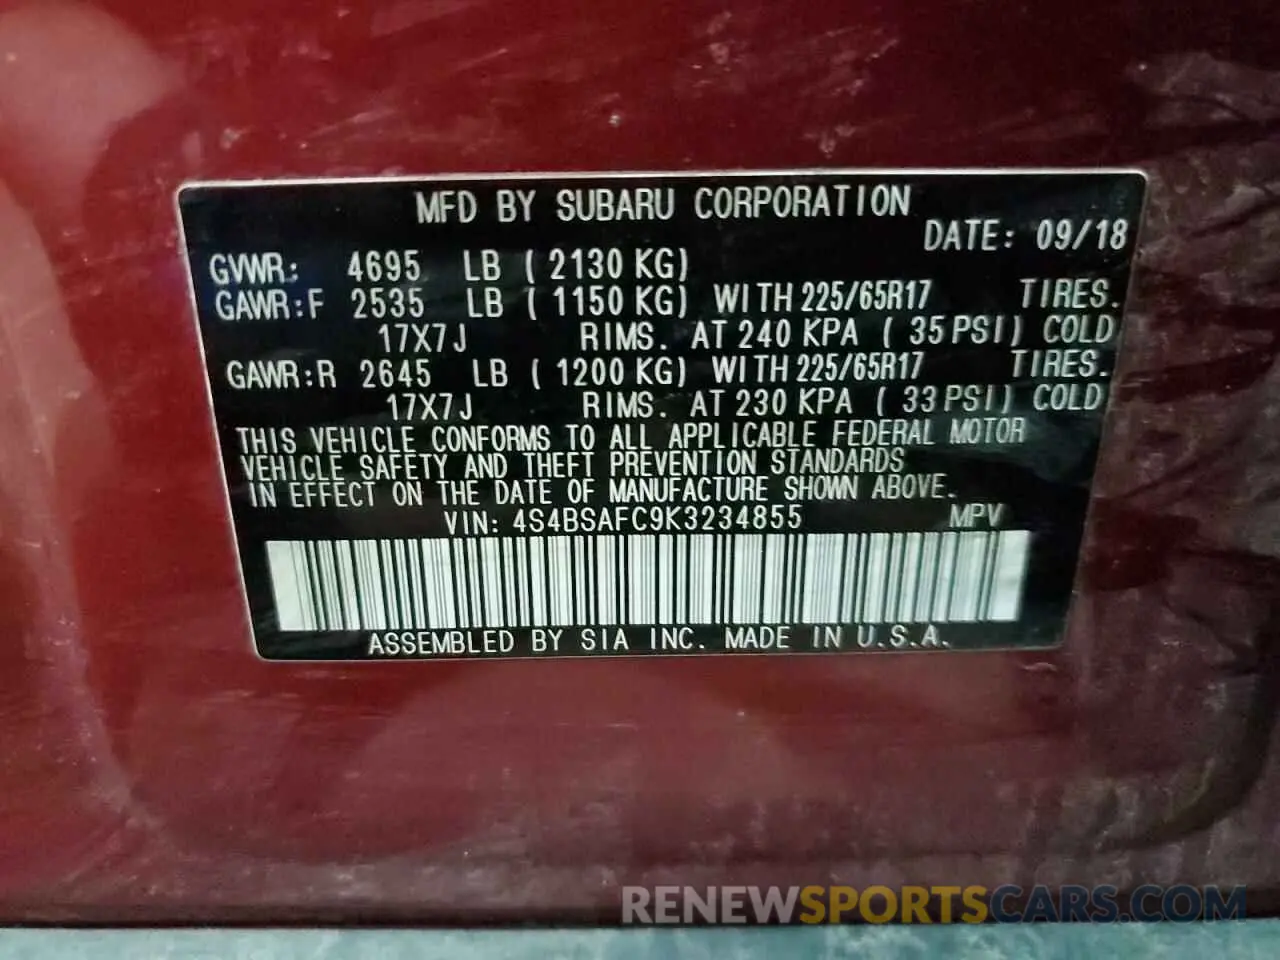 MFD BY SUBARU CORPORATION
DATE: 09/18
GVWR: 4695 LB ( 2130 KG)
GAWR:F 2535 LB ( 1150 KG) WITH 225/65R17 TIRES.
17X7J RIMS. AT 240 KPA ( 35 PSI) COLD
GAWR:R 2645 LB ( 1200 KG) WITH 225/65R17 TIRES.
17X7J RIMS. AT 230 KPA ( 33 PSI) COLD
THIS VEHICLE CONFORMS TO ALL APPLICABLE FEDERAL MOTOR
VEHICLE SAFETY AND THEFT PREVENTION STANDARDS
IN EFFECT ON THE DATE OF MANUFACTURE SHOWN ABOVE.
VIN: 4S4BSAFC9K3234855 MPV
ASSEMBLED BY SIA INC. MADE IN U.S.A.
RENEWSPORTSCARS.COM